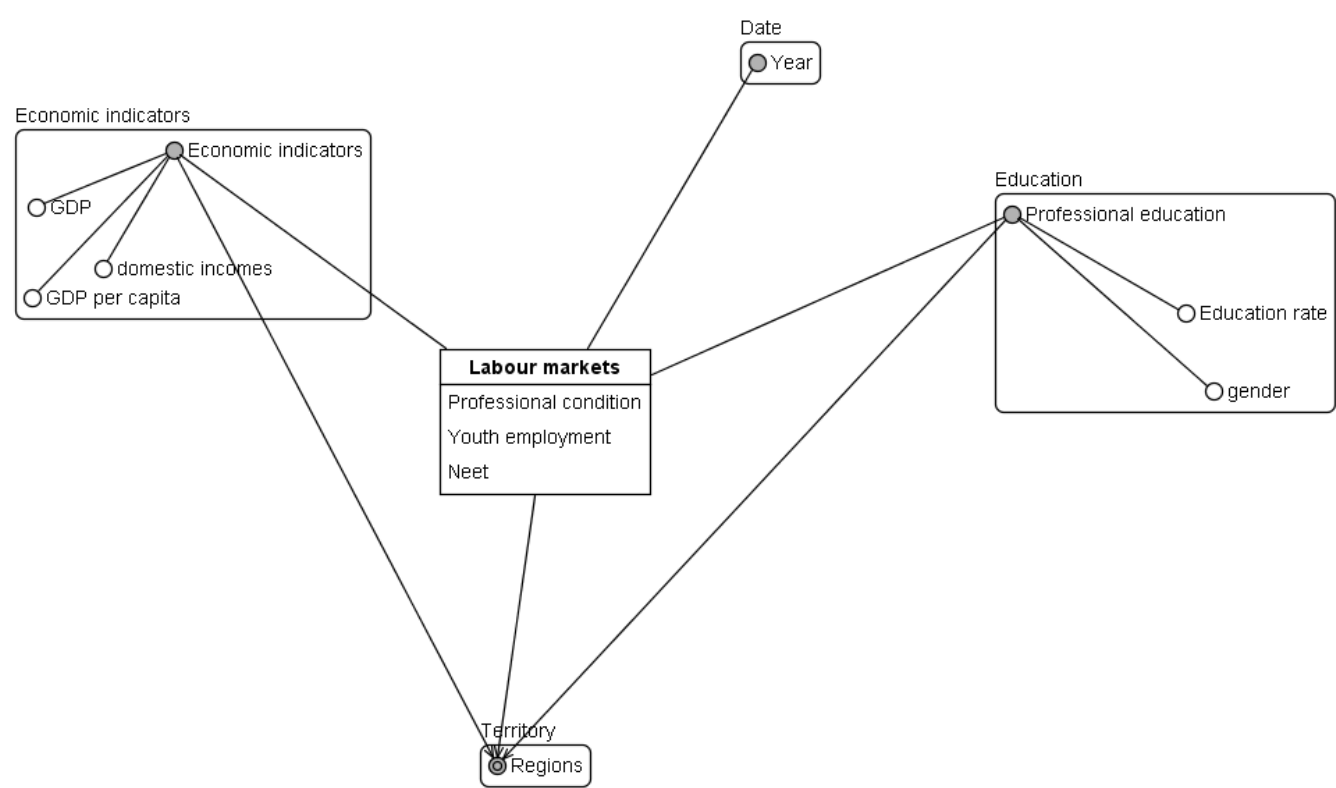 Date
Year
Economic indicators
Economic indicators
GDP
domestic incomes
GDP per capita
Education
Professional education
Education rate
gender
Labour markets
Professional condition
Youth employment
Neet
Territory
Regions